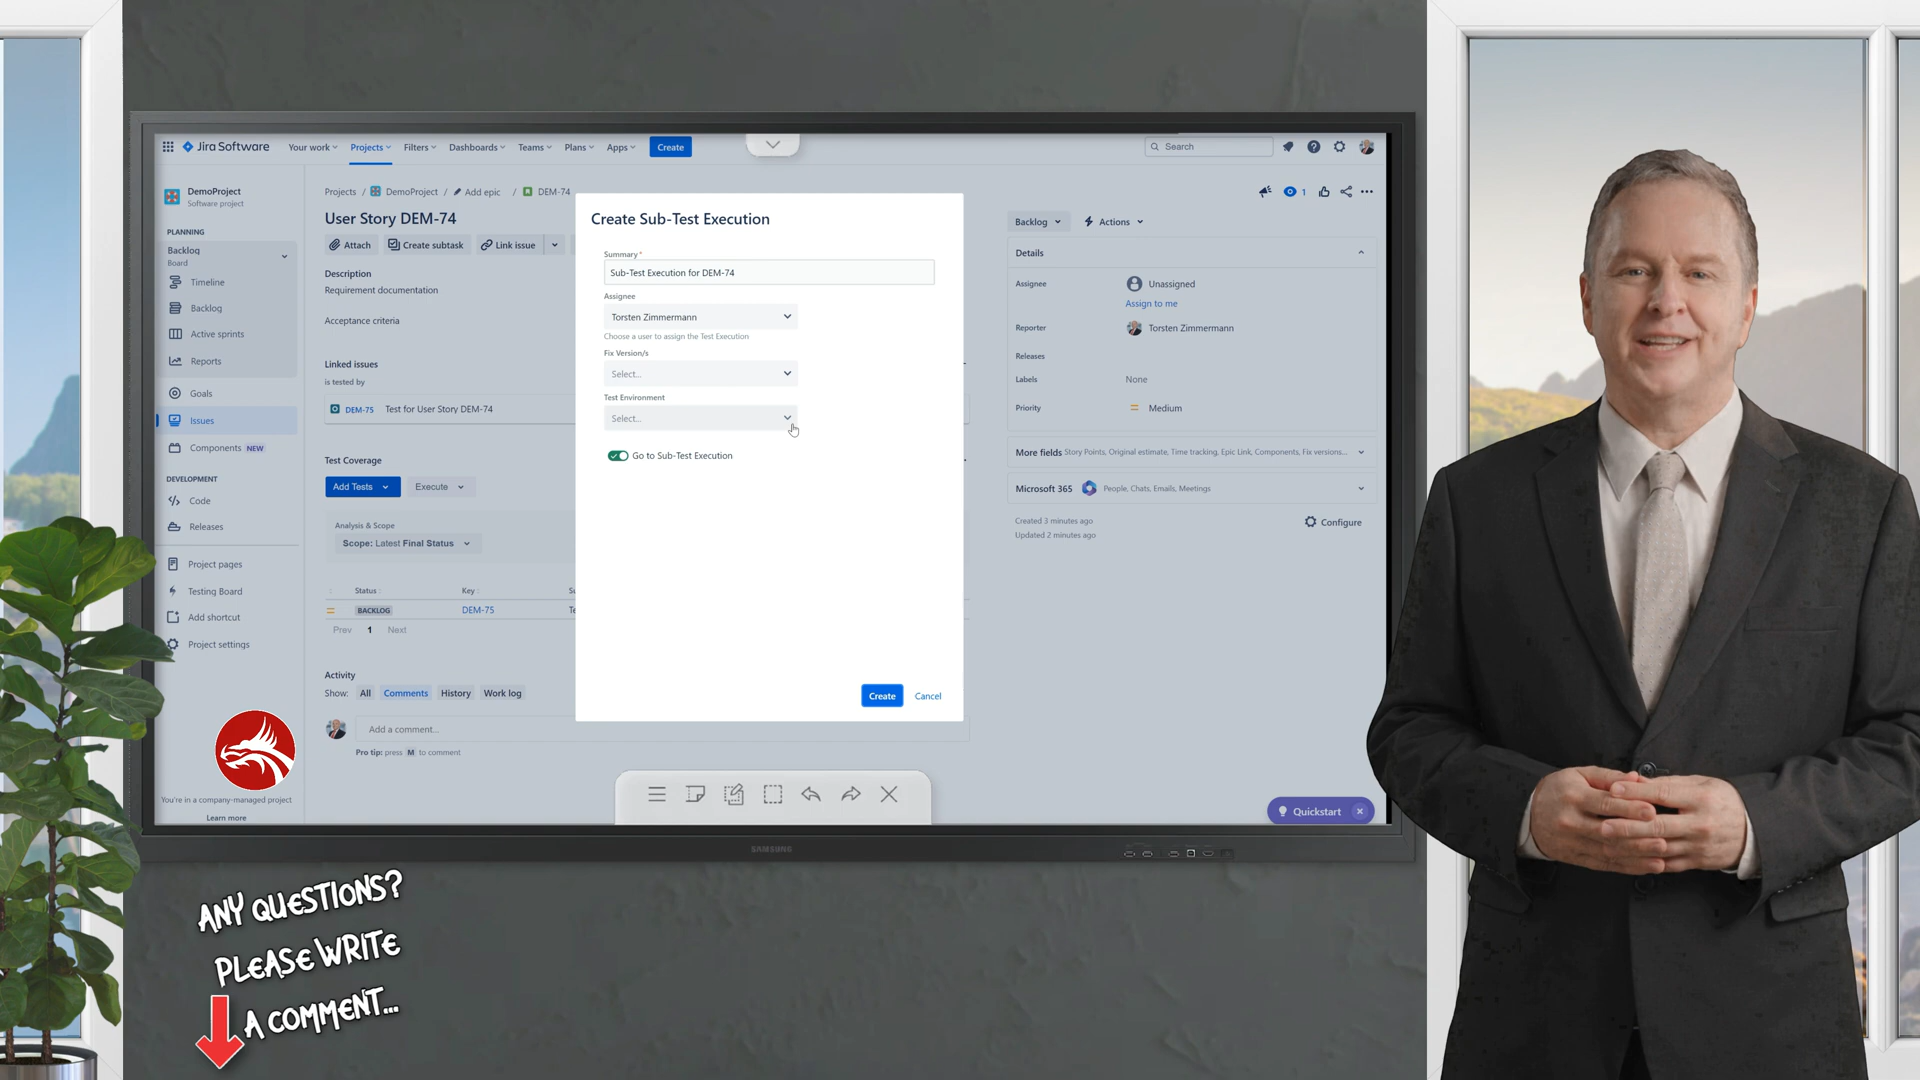 Jira Software
Your work
Projects
Filters
Dashboards
Teams
Plans
Apps
Create
Search
DemoProject
Software project
PLANNING
Backlog
Board
Timeline
Backlog
Active sprints
Reports
Goals
Issues
Components NEW
DEVELOPMENT
Code
Releases
Project pages
Testing Board
Add shortcut
Project settings
You're in a company-managed project
Learn more
Projects / DemoProject / Add epic / DEM-74
User Story DEM-74
Attach
Create subtask
Link issue
Description
Requirement documentation
Acceptance criteria
Linked issues
is tested by
DEM-75 Test for User Story DEM-74
Test Coverage
Add Tests
Execute
Analysis & Scope
Scope: Latest Final Status
Status
Key
BACKLOG
DEM-75
Prev 1 Next
Activity
Show: All Comments History Work log
Add a comment...
Pro tip: press M to comment
Create Sub-Test Execution
Summary *
Sub-Test Execution for DEM-74
Assignee
Torsten Zimmermann
Choose a user to assign the Test Execution
Fix Version/s
Select...
Test Environment
Select...
Go to Sub-Test Execution
Create
Cancel
1
Backlog
Actions
Details
Assignee
Unassigned
Assign to me
Reporter
Torsten Zimmermann
Releases
Labels
None
Priority
Medium
More fields Story Points, Original estimate, Time tracking, Epic Link, Components, Fix versions...
Microsoft 365 People, Chats, Emails, Meetings
Created 3 minutes ago
Updated 2 minutes ago
Configure
Quickstart
SAMSUNG
ANY QUESTIONS?
PLEASE WRITE
A COMMENT...